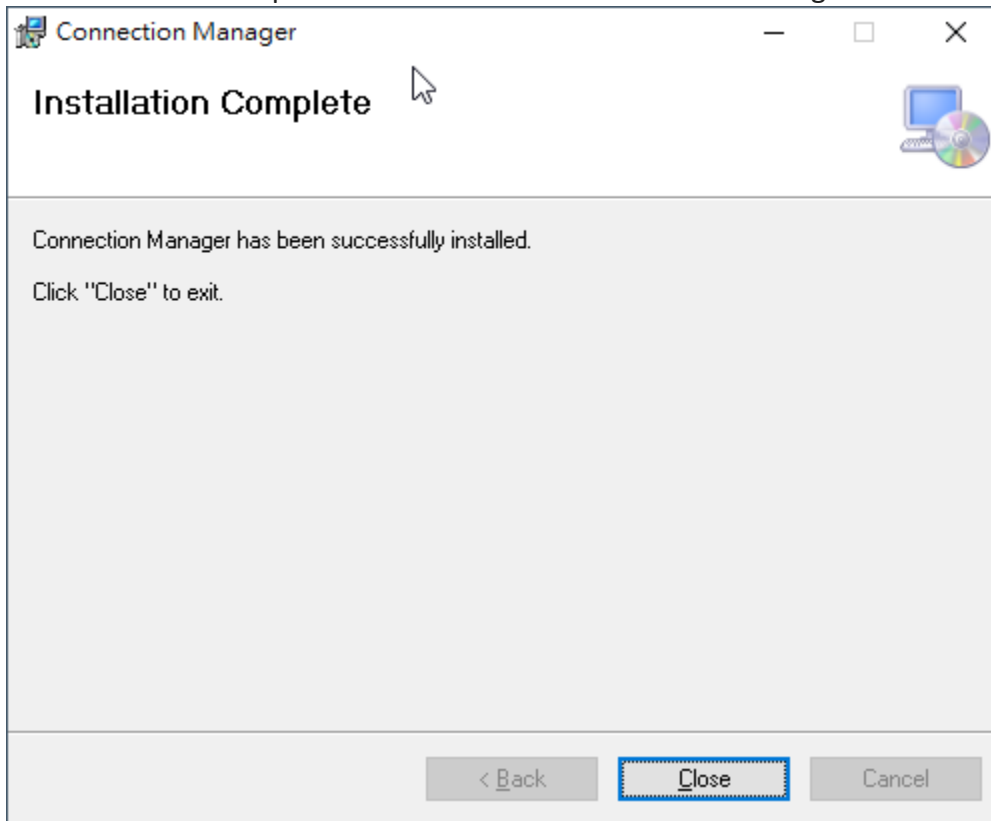 Connection Manager
Installation Complete
Connection Manager has been successfully installed.
Click "Close" to exit.
< Back
Close
Cancel